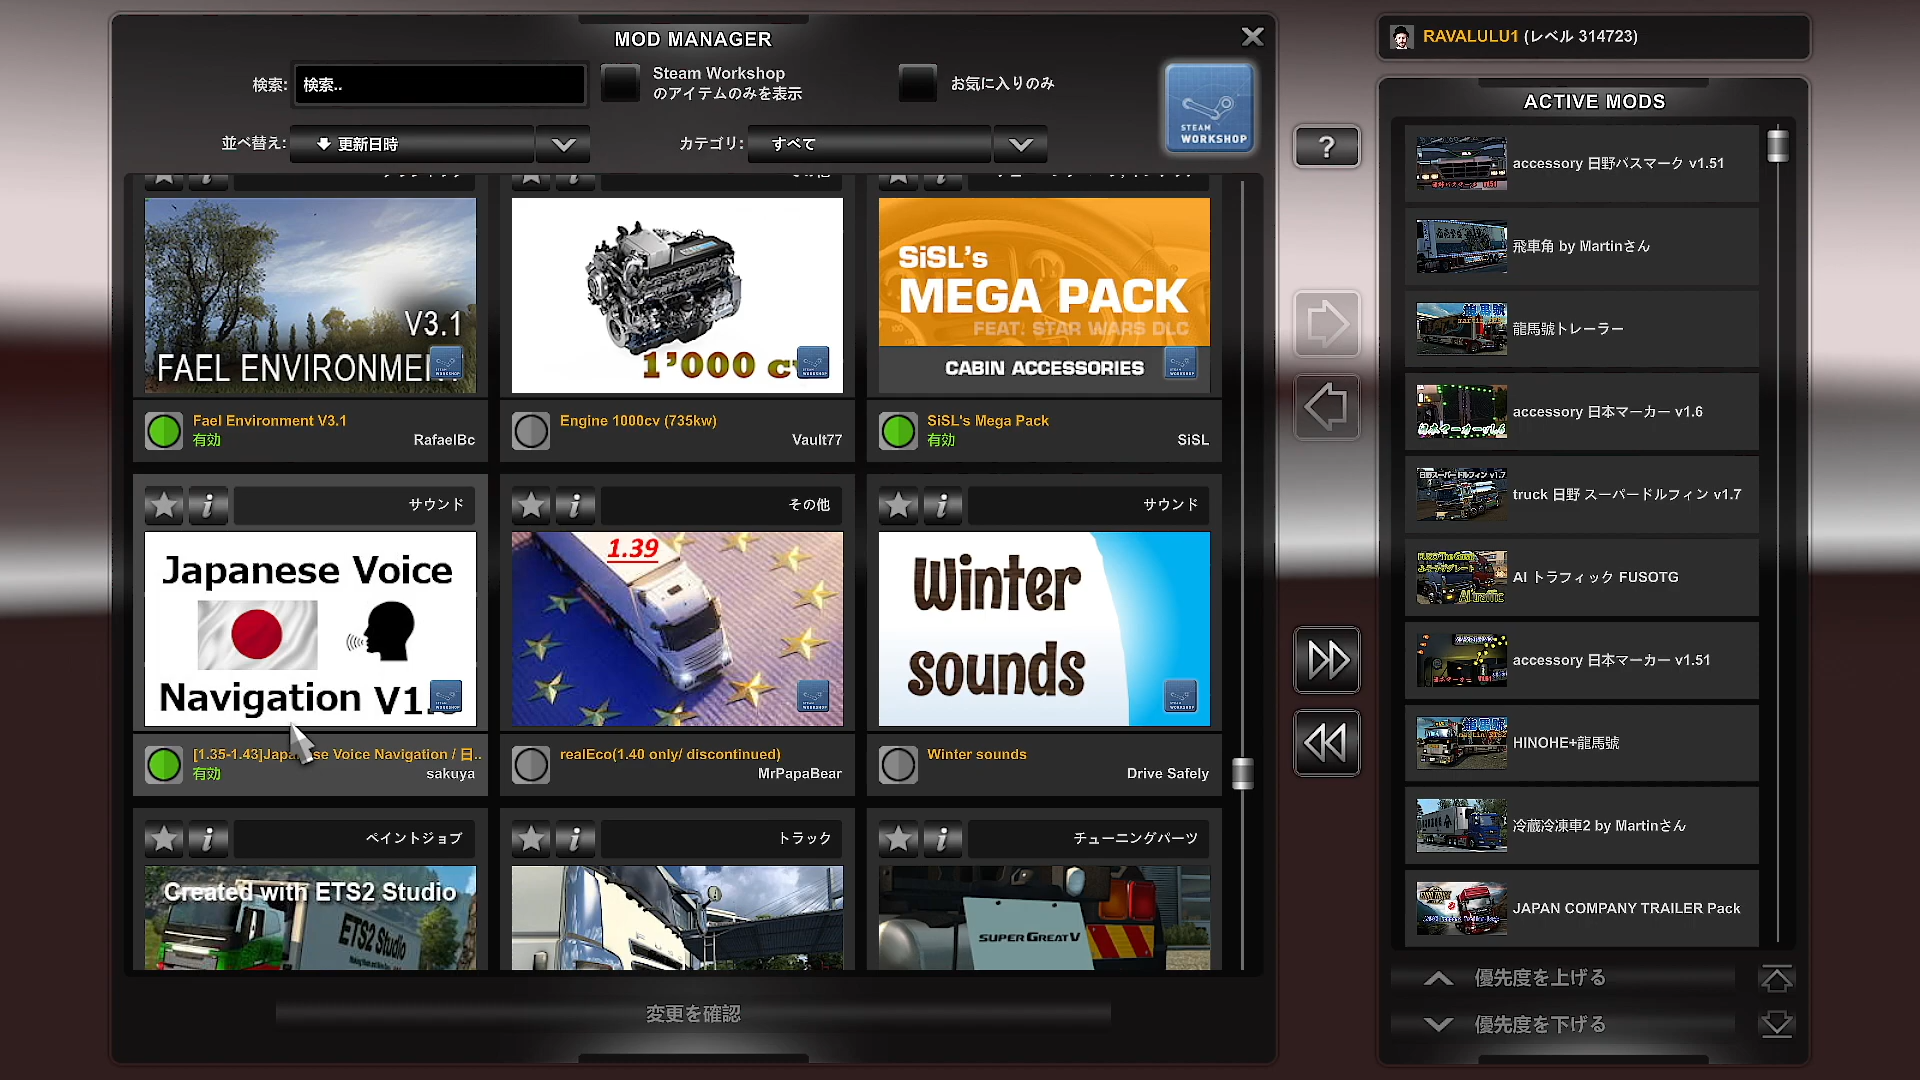 MOD MANAGER
検索:
検索..
Steam Workshop
のアイテムのみを表示
お気に入りのみ
STEAM
WORKSHOP
並べ替え:
更新日時
カテゴリ:
すべて
V3.1
FAEL ENVIRONMENT
Fael Environment V3.1
有効
RafaelBc
1'000 c
Engine 1000cv (735kw)
Vault77
SiSL's
MEGA PACK
FEAT. STAR WARS DLC
CABIN ACCESSORIES
SiSL's Mega Pack
有効
SiSL
サウンド
Japanese Voice
Navigation V1.
[1.35-1.43]Japanese Voice Navigation / 日..
有効
sakuya
その他
1.39
realEco(1.40 only/ discontinued)
MrPapaBear
サウンド
Winter
sounds
Winter sounds
Drive Safely
ペイントジョブ
Created with ETS2 Studio
ETS2 Studio
トラック
チューニングパーツ
SUPER GREAT V
変更を確認
?
RAVALULU1 (レベル 314723)
ACTIVE MODS
accessory 日野バスマーク v1.51
飛車角 by Martinさん
龍馬號トレーラー
accessory 日本マーカー v1.6
truck 日野 スーパードルフィン v1.7
AI トラフィック FUSOTG
accessory 日本マーカー v1.51
HINOHE+龍馬號
冷蔵冷凍車2 by Martinさん
JAPAN COMPANY TRAILER Pack
優先度を上げる
優先度を下げる